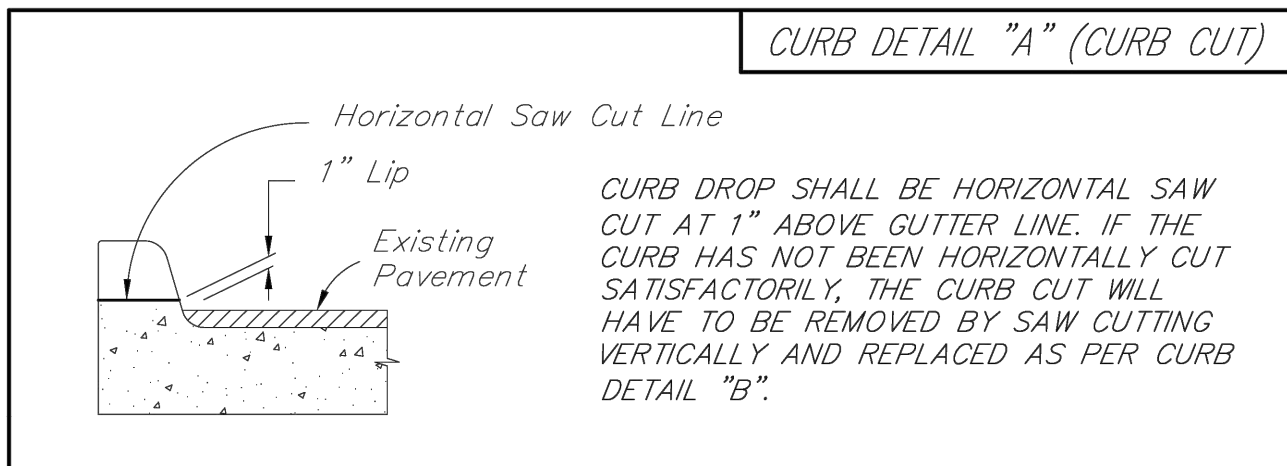 CURB DETAIL "A" (CURB CUT)
Horizontal Saw Cut Line
1" Lip
Existing
Pavement
CURB DROP SHALL BE HORIZONTAL SAW
CUT AT 1" ABOVE GUTTER LINE. IF THE
CURB HAS NOT BEEN HORIZONTALLY CUT
SATISFACTORILY, THE CURB CUT WILL
HAVE TO BE REMOVED BY SAW CUTTING
VERTICALLY AND REPLACED AS PER CURB
DETAIL "B".